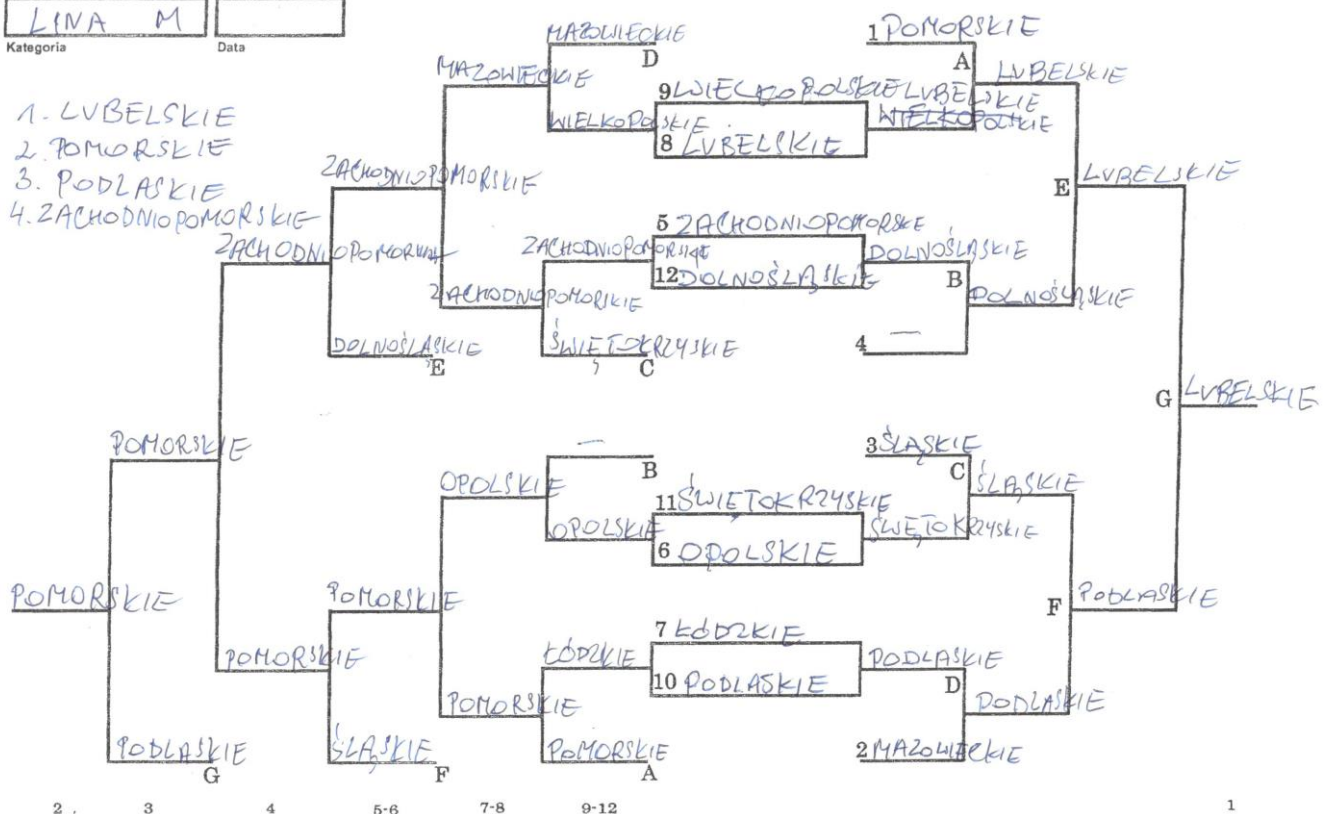 LINA M
Kategoria
Data
1. LUBELSKIE
2. POMORSKIE
3. PODLASKIE
4. ZACHODNIOPOMORSKIE
MAZOWIECKIE
D
1 POMORSKIE
A
MAZOWIECKIE
LUBELSKIE
9 WIELKOPOLSKIE
LUBELSKIE
WIELKOPOLSKIE
WIELKOPOLSKIE
8 LUBELSKIE
ZACHODNIOPOMORSKIE
E
LUBELSKIE
ZACHODNIOPOMORSKIE
ZACHODNIOPOMORSKIE
5 ZACHODNIOPOMORSKE
DOLNOŚLĄSKIE
12 DOLNOŚLĄSKIE
B
ZACHODNIOPOMORSKIE
DOLNOŚLĄSKIE
DOLNOŚLĄSKIE
E
ŚWIĘTOKRZYSKIE
C
4 —
G
LUBELSKIE
POMORSKIE
—
B
3 ŚLĄSKIE
C
OPOLSKIE
ŚLĄSKIE
11 ŚWIĘTOKRZYSKIE
OPOLSKIE
ŚWIĘTOKRZYSKIE
6 OPOLSKIE
POMORSKIE
POMORSKIE
F
PODLASKIE
7 ŁÓDZKIE
POMORSKIE
ŁÓDZKIE
PODLASKIE
10 PODLASKIE
D
POMORSKIE
PODLASKIE
PODLASKIE
G
ŚLĄSKIE
F
POMORSKIE
A
2 MAZOWIECKIE
2. 3 4 5-6 7-8 9-12 1